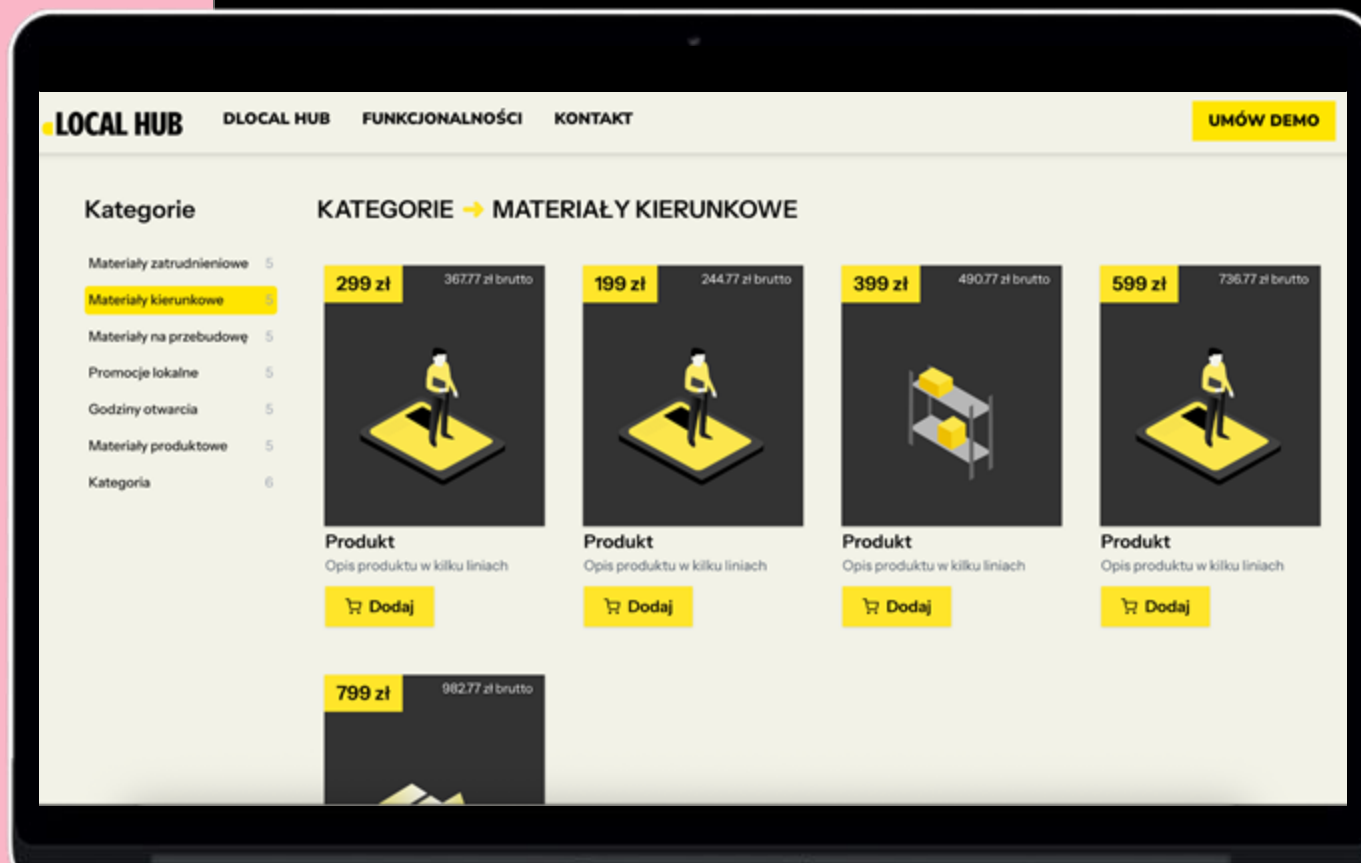 LOCAL HUB
DLOCAL HUB
FUNKCJONALNOŚCI
KONTAKT
UMÓW DEMO
Kategorie
Materiały zatrudnieniowe 5
Materiały kierunkowe 5
Materiały na przebudowę 5
Promocje lokalne 5
Godziny otwarcia 5
Materiały produktowe 5
Kategoria 6
KATEGORIE ➔ MATERIAŁY KIERUNKOWE
299 zł
367.77 zł brutto
199 zł
244.77 zł brutto
399 zł
490.77 zł brutto
599 zł
736.77 zł brutto
Produkt
Opis produktu w kilku liniach
Dodaj
Produkt
Opis produktu w kilku liniach
Dodaj
Produkt
Opis produktu w kilku liniach
Dodaj
Produkt
Opis produktu w kilku liniach
Dodaj
799 zł
982.77 zł brutto